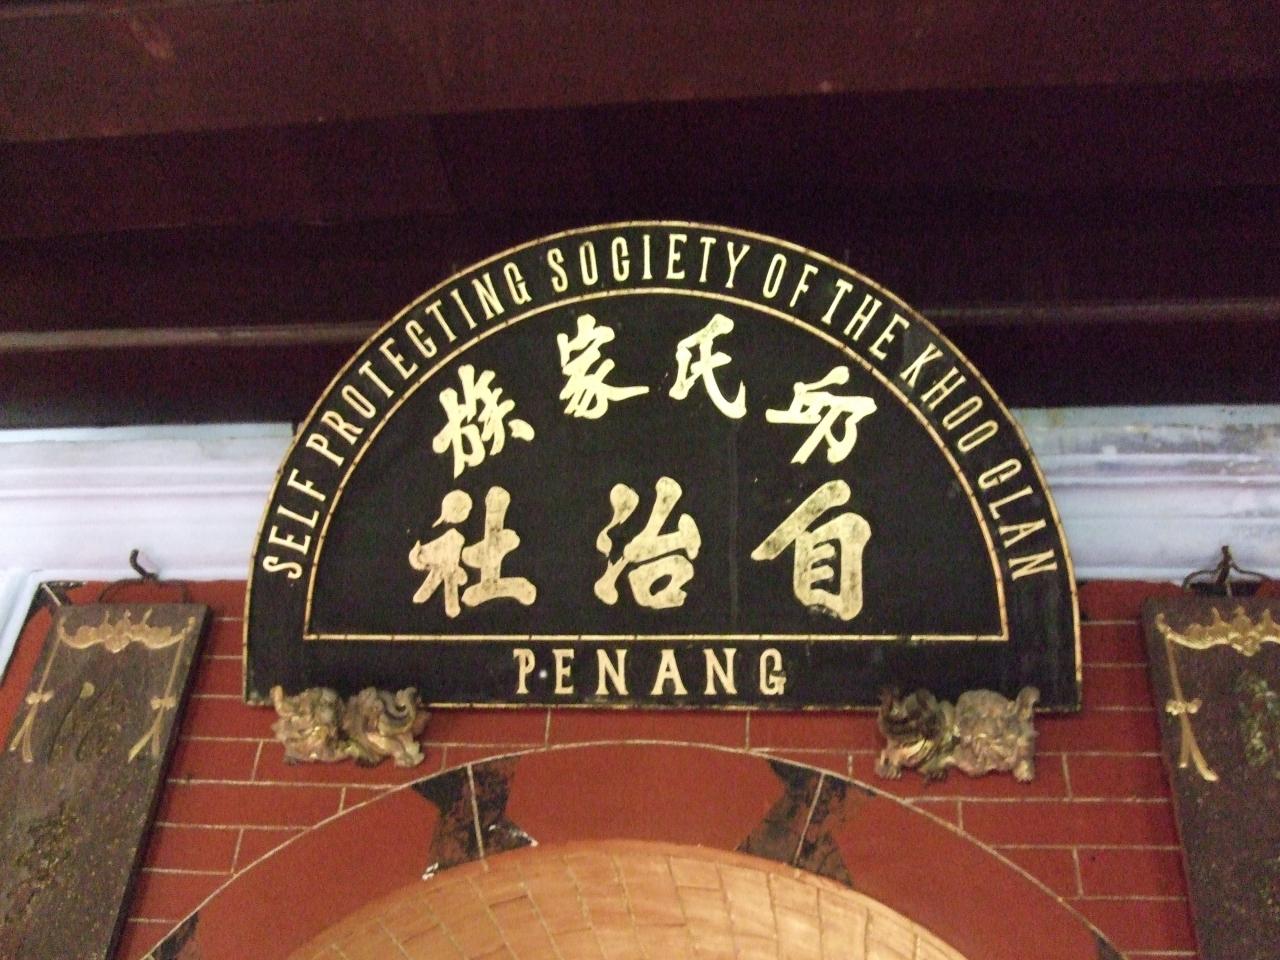 SELF PROTECTING SOCIETY OF THE KHOO CLAN
邱氏家族
自治社
PENANG